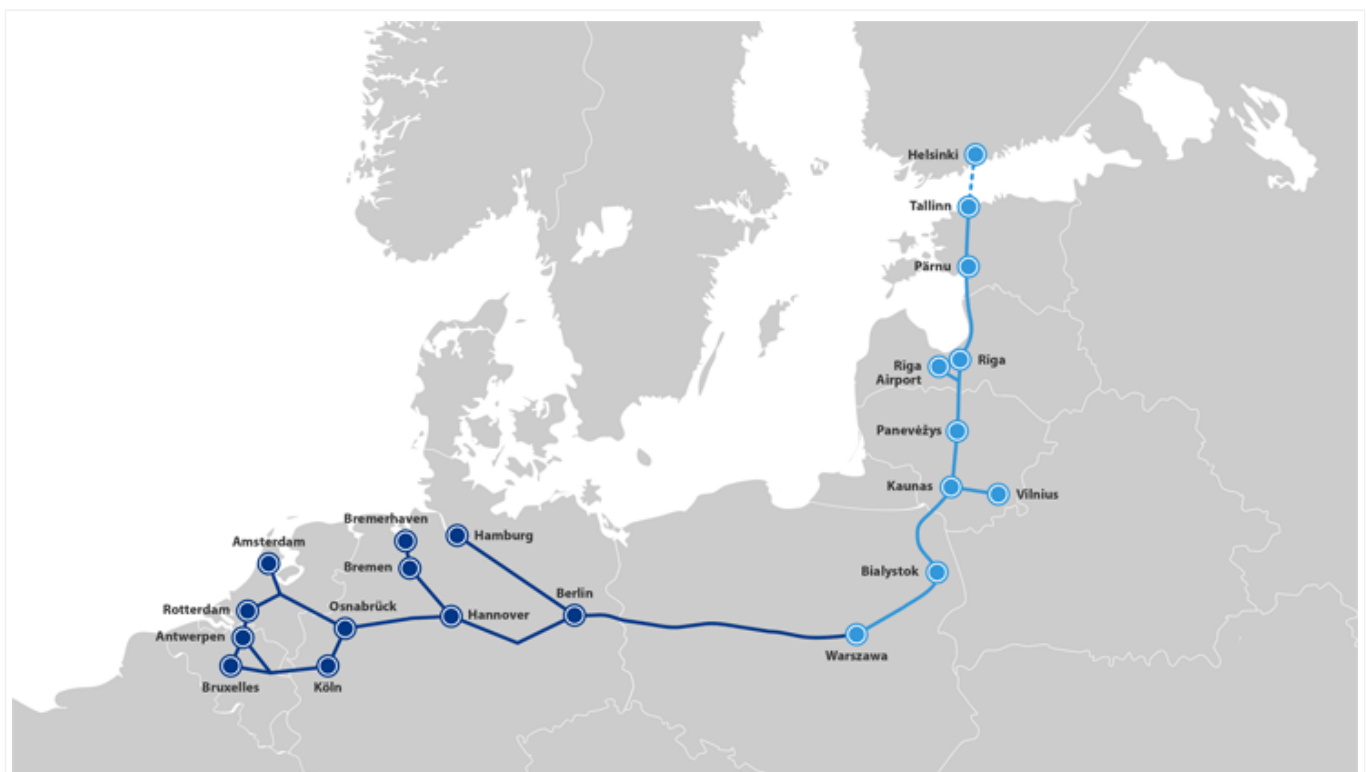 Helsinki
Tallinn
Pärnu
Rīga
Riga
Airport
Panevėžys
Kaunas
Vilnius
Bremerhaven
Hamburg
Amsterdam
Bremen
Bialystok
Berlin
Osnabrück
Rotterdam
Hannover
Antwerpen
Warszawa
Bruxelles
Köln